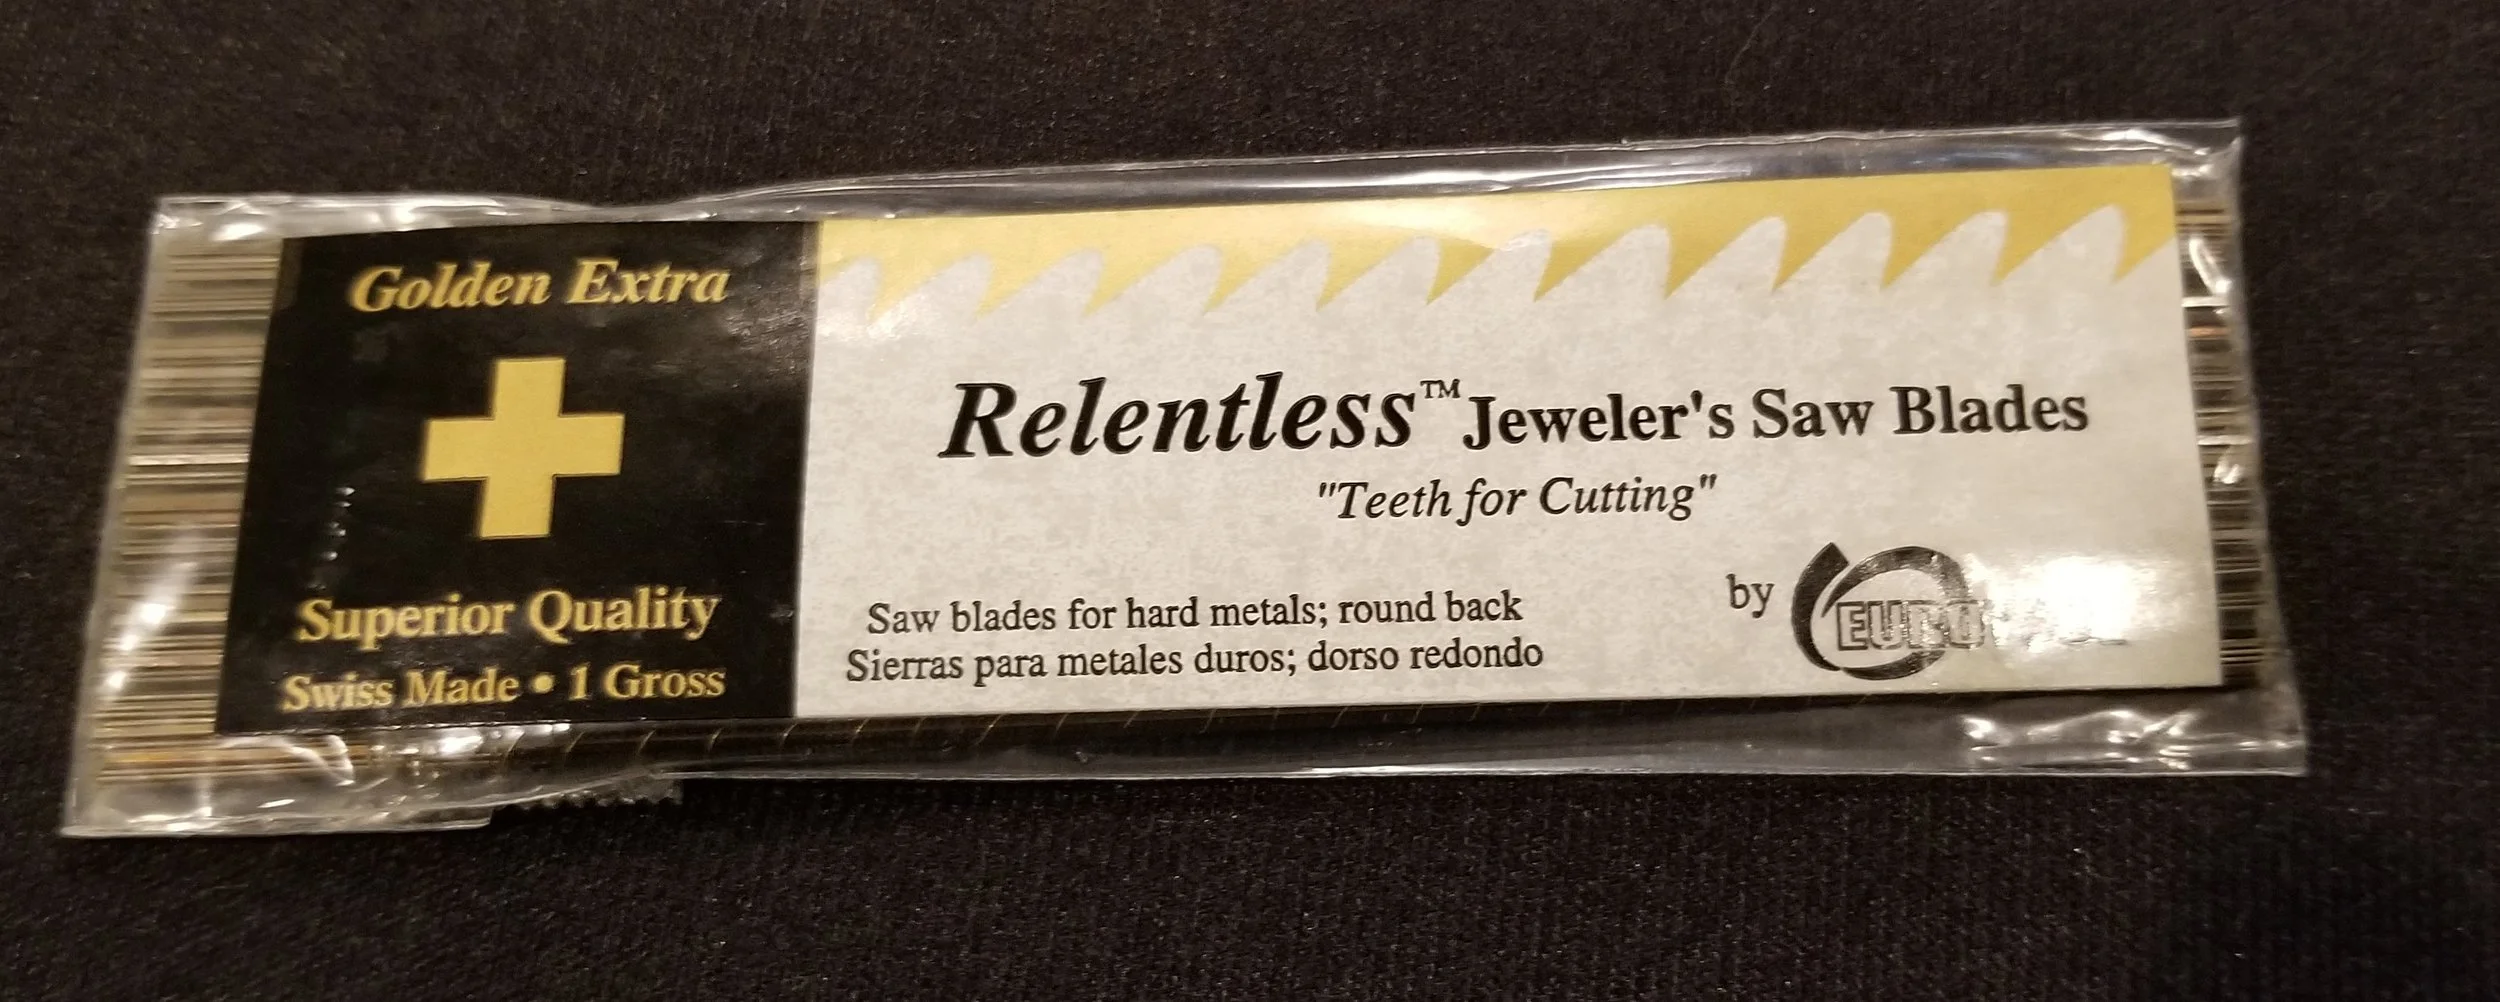 Golden Extra
Superior Quality
Swiss Made • 1 Gross
Relentless™ Jeweler's Saw Blades
"Teeth for Cutting"
Saw blades for hard metals; round back
Sierras para metales duros; dorso redondo
by